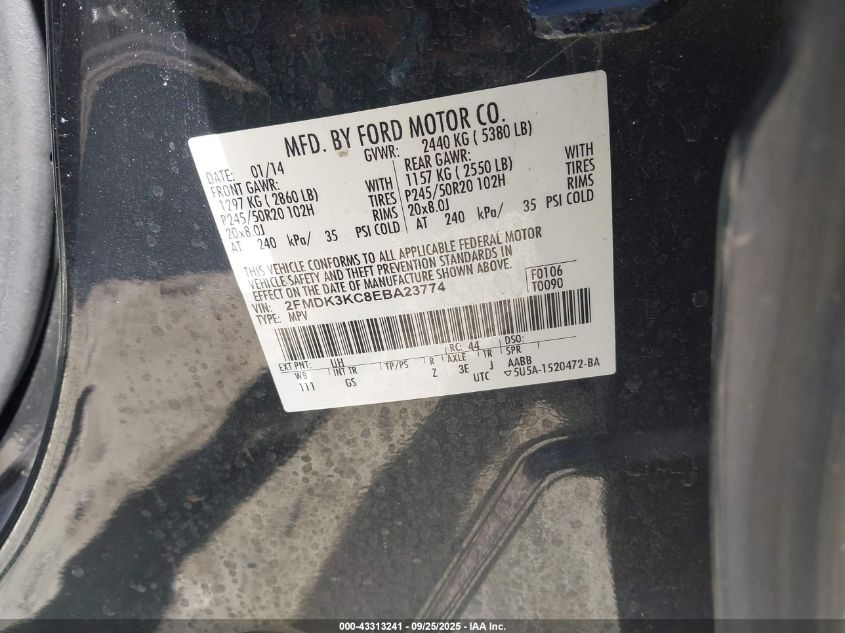 MFD. BY FORD MOTOR CO.
DATE: 01/14
GVWR: 2440 KG ( 5380 LB)
FRONT GAWR:
1297 KG ( 2860 LB) WITH
P245/50R20 102H TIRES
20x8.0J RIMS
AT 240 kPa/ 35 PSI COLD
REAR GAWR:
1157 KG ( 2550 LB) WITH
P245/50R20 102H TIRES
20x8.0J RIMS
AT 240 kPa/ 35 PSI COLD
THIS VEHICLE CONFORMS TO ALL APPLICABLE FEDERAL MOTOR
VEHICLE SAFETY AND THEFT PREVENTION STANDARDS IN
EFFECT ON THE DATE OF MANUFACTURE SHOWN ABOVE.
VIN: 2FMDK3KC8EBA23774
TYPE: MPV
F0106
T0090
EXT PNT: UH RC: 44 DSO:
WB INT TR TP/PS R AXLE TR SPR
111 GS Z 3E J AABB
UTC ▽5U5A-1520472-BA
000-43313241 - 09/25/2025 - IAA Inc.